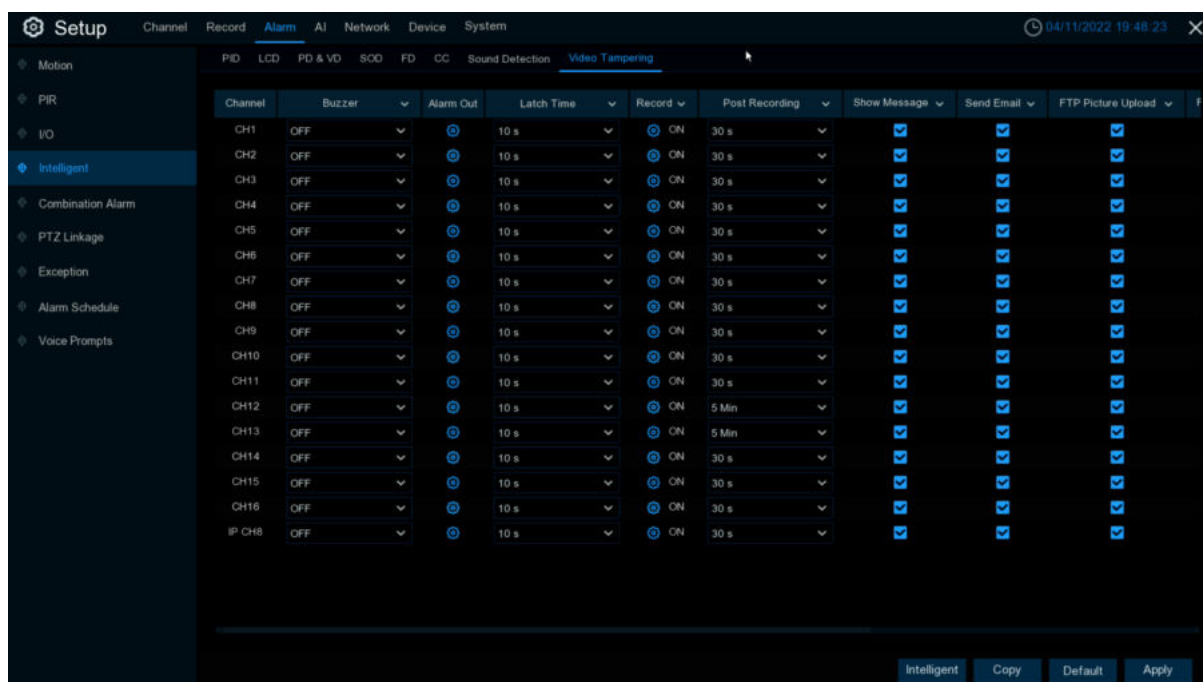 Setup Channel Record Alarm AI Network Device System 04/11/2022 19:48:23
PID LCD PD & VD SOD FD CC Sound Detection Video Tampering
Motion
PIR
I/O
Intelligent
Combination Alarm
PTZ Linkage
Exception
Alarm Schedule
Voice Prompts
Channel Buzzer Alarm Out Latch Time Record Post Recording Show Message Send Email FTP Picture Upload F
CH1 OFF 10 s ON 30 s
CH2 OFF 10 s ON 30 s
CH3 OFF 10 s ON 30 s
CH4 OFF 10 s ON 30 s
CH5 OFF 10 s ON 30 s
CH6 OFF 10 s ON 30 s
CH7 OFF 10 s ON 30 s
CH8 OFF 10 s ON 30 s
CH9 OFF 10 s ON 30 s
CH10 OFF 10 s ON 30 s
CH11 OFF 10 s ON 30 s
CH12 OFF 10 s ON 5 Min
CH13 OFF 10 s ON 5 Min
CH14 OFF 10 s ON 30 s
CH15 OFF 10 s ON 30 s
CH16 OFF 10 s ON 30 s
IP CH8 OFF 10 s ON 30 s
Intelligent Copy Default Apply